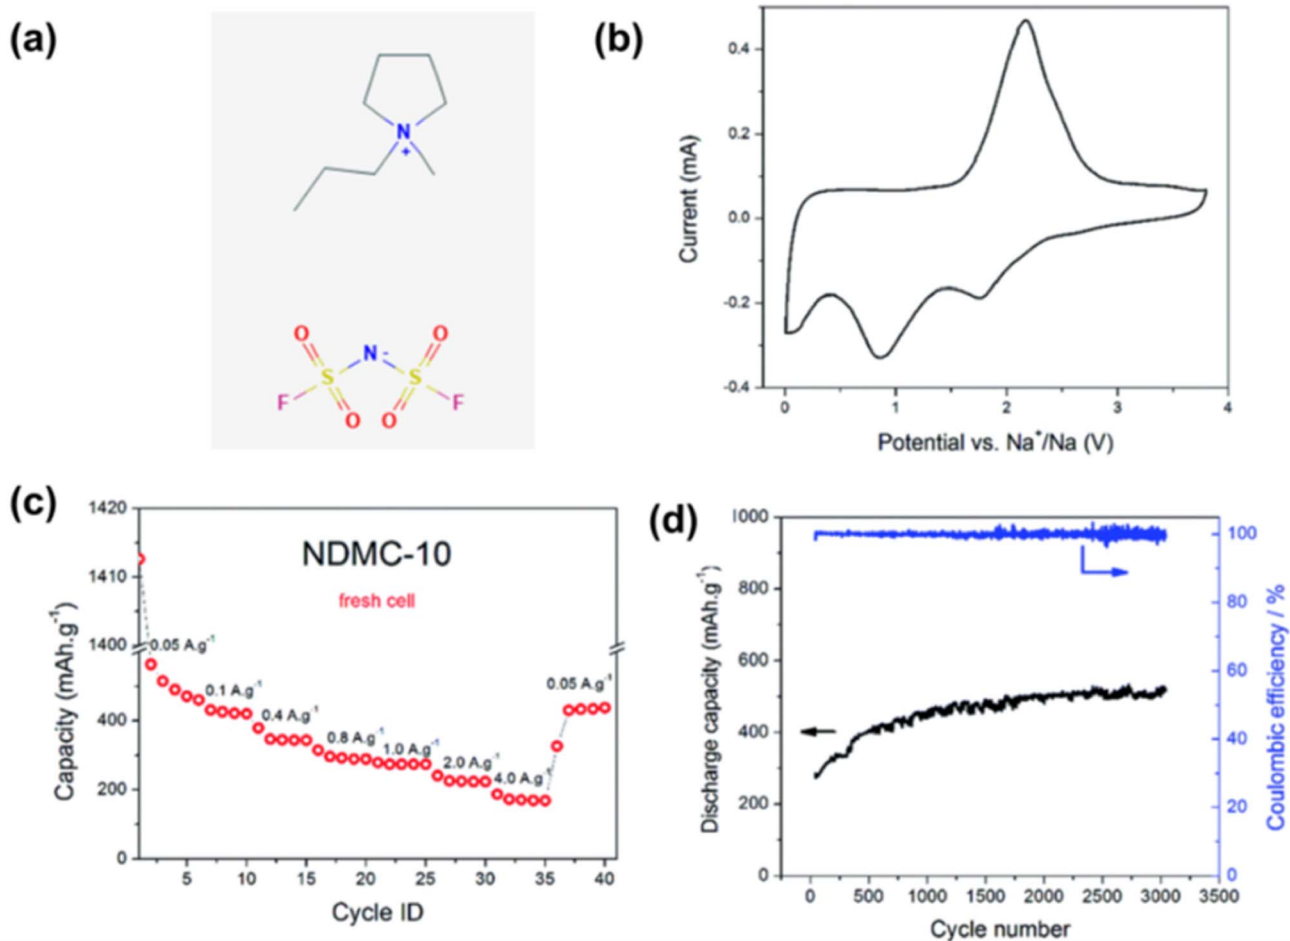 (a)
N
+
O
O
N
-
S
S
F
F
O
O
(b)
0.4
0.2
0.0
-0.2
-0.4
Current (mA)
0
1
2
3
4
Potential vs. Na⁺/Na (V)
(c)
1420
1410
1400
400
200
0
Capacity (mAh.g⁻¹)
NDMC-10
fresh cell
0.05 A.g⁻¹
0.1 A.g⁻¹
0.4 A.g⁻¹
0.8 A.g⁻¹
1.0 A.g⁻¹
2.0 A.g⁻¹
4.0 A.g⁻¹
0.05 A.g⁻¹
5
10
15
20
25
30
35
40
Cycle ID
(d)
1000
800
600
400
200
0
Discharge capacity (mAh.g⁻¹)
100
80
60
40
20
0
Coulombic efficiency / %
0
500
1000
1500
2000
2500
3000
3500
Cycle number